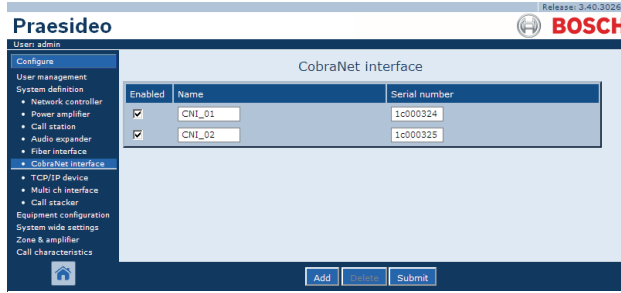 Release: 3.40.3026
Praesideo
BOSCH
User: admin
Configure
User management
System definition
• Network controller
• Power amplifier
• Call station
• Audio expander
• Fiber interface
• CobraNet interface
• TCP/IP device
• Multi ch interface
• Call stacker
Equipment configuration
System wide settings
Zone & amplifier
Call characteristics
CobraNet interface
Enabled Name Serial number
CNI_01 1c000324
CNI_02 1c000325
Add Delete Submit